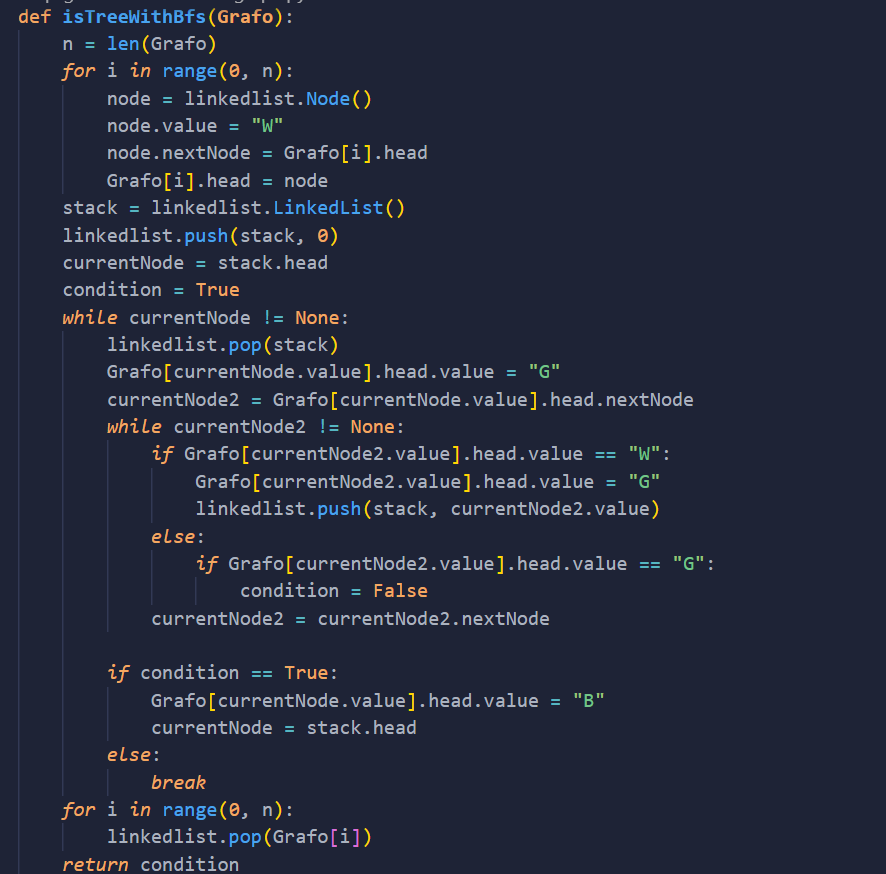 def isTreeWithBfs(Grafo):
    n = len(Grafo)
    for i in range(0, n):
        node = linkedlist.Node()
        node.value = "W"
        node.nextNode = Grafo[i].head
        Grafo[i].head = node
    stack = linkedlist.LinkedList()
    linkedlist.push(stack, 0)
    currentNode = stack.head
    condition = True
    while currentNode != None:
        linkedlist.pop(stack)
        Grafo[currentNode.value].head.value = "G"
        currentNode2 = Grafo[currentNode.value].head.nextNode
        while currentNode2 != None:
            if Grafo[currentNode2.value].head.value == "W":
                Grafo[currentNode2.value].head.value = "G"
                linkedlist.push(stack, currentNode2.value)
            else:
                if Grafo[currentNode2.value].head.value == "G":
                    condition = False
            currentNode2 = currentNode2.nextNode

        if condition == True:
            Grafo[currentNode.value].head.value = "B"
            currentNode = stack.head
        else:
            break
    for i in range(0, n):
        linkedlist.pop(Grafo[i])
    return condition